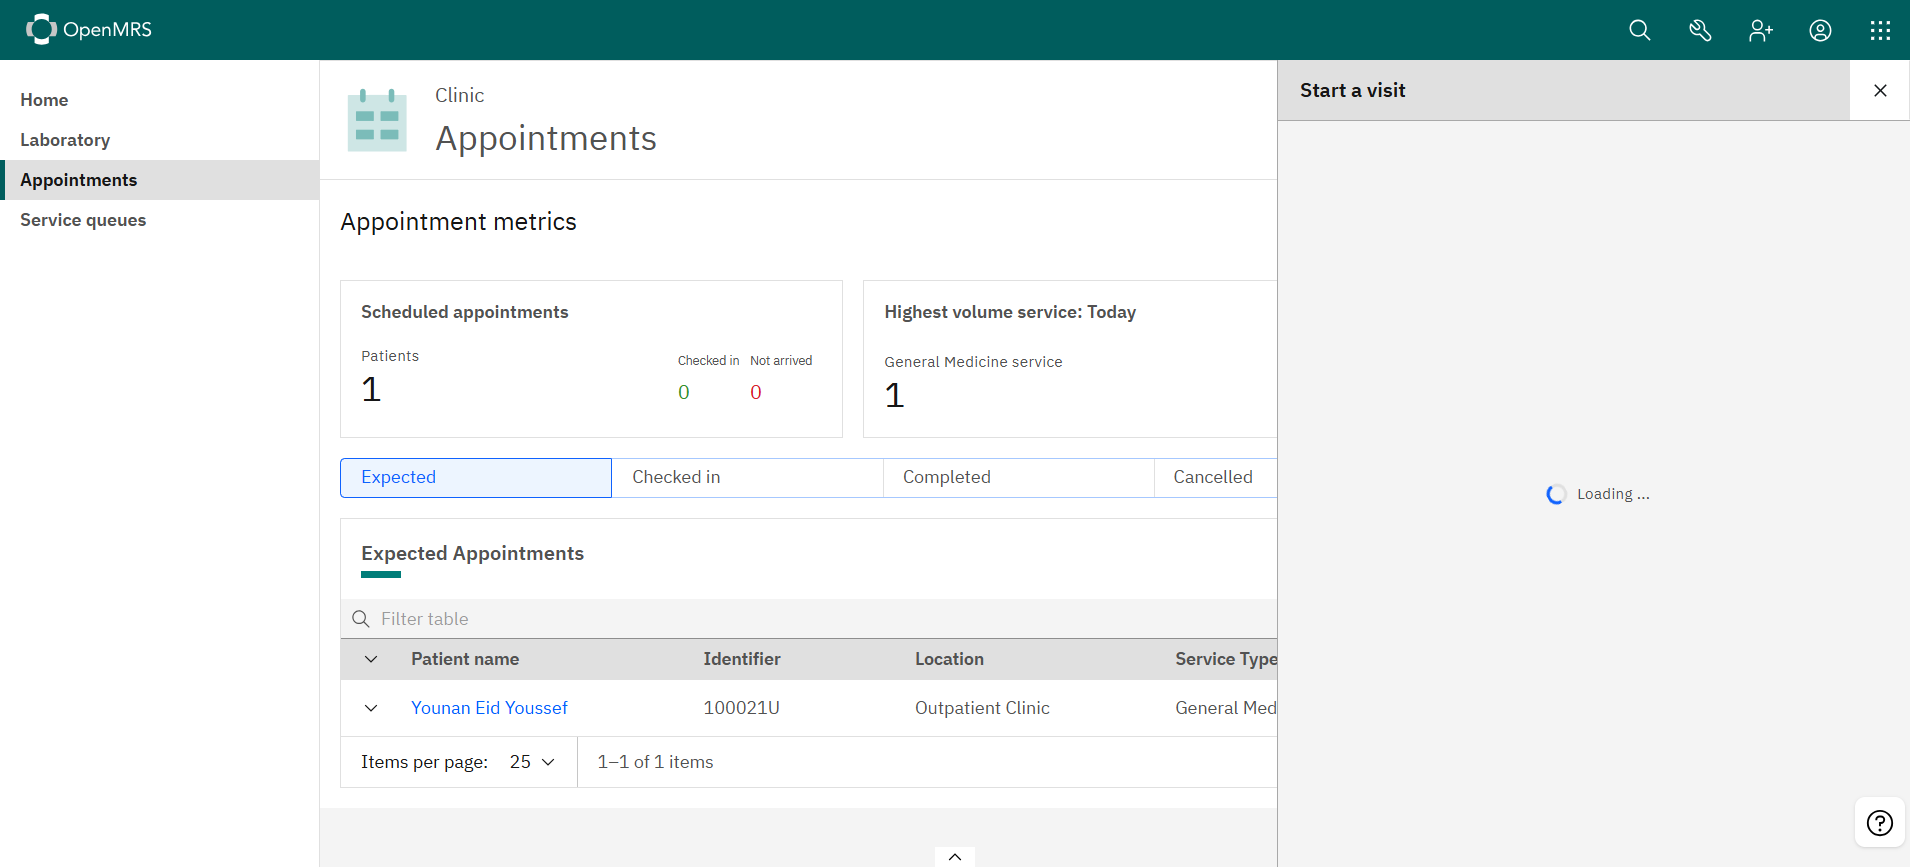 OpenMRS
Home
Laboratory
Appointments
Service queues
Clinic
Appointments
Appointment metrics
Scheduled appointments
Patients
1
Checked in
0
Not arrived
0
Highest volume service: Today
General Medicine service
1
Expected
Checked in
Completed
Cancelled
Expected Appointments
Filter table
Patient name Identifier Location Service Type
Younan Eid Youssef 100021U Outpatient Clinic General Med
Items per page: 25 1–1 of 1 items
Start a visit
Loading ...